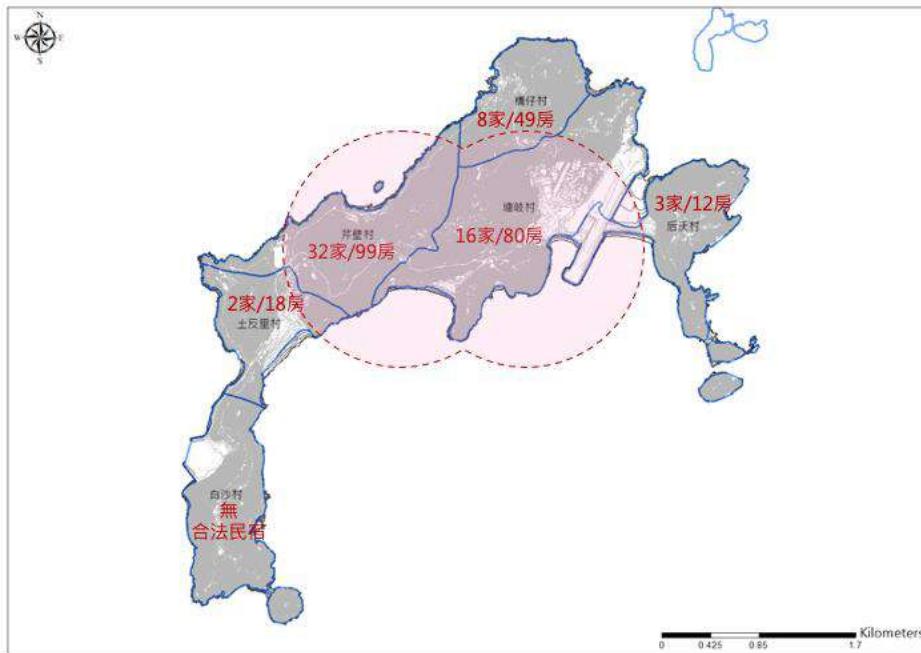 N
W E
S
橋仔村
8家/49房
3家/12房
后沃村
塘岐村
16家/80房
芹壁村
32家/99房
2家/18房
土反里村
白沙村
無
合法民宿
Kilometers
0 0.425 0.85 1.7